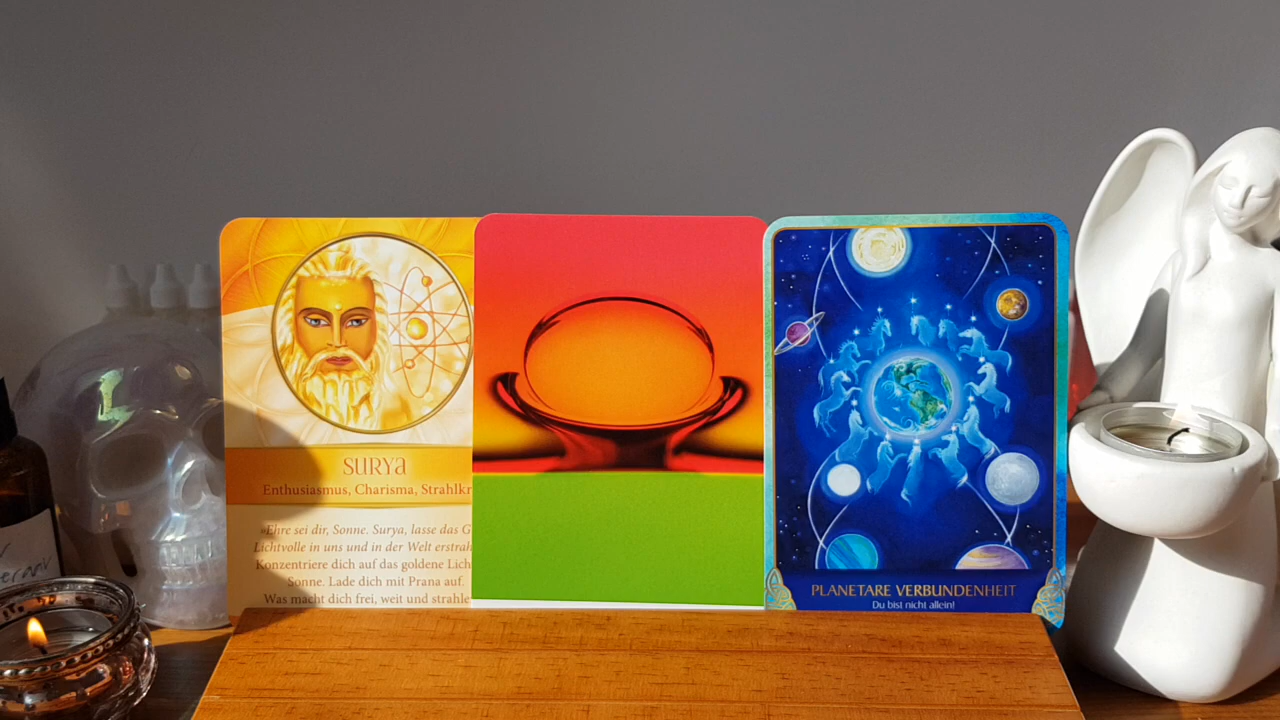 SURYA
Enthusiasmus, Charisma, Strahlkr
»Ehre sei dir, Sonne. Surya, lasse das G
Lichtvolle in uns und in der Welt erstrah
Konzentriere dich auf das goldene Lich
Sonne. Lade dich mit Prana auf.
Was macht dich frei, weit und strahle
PLANETARE VERBUNDENHEIT
Du bist nicht allein!